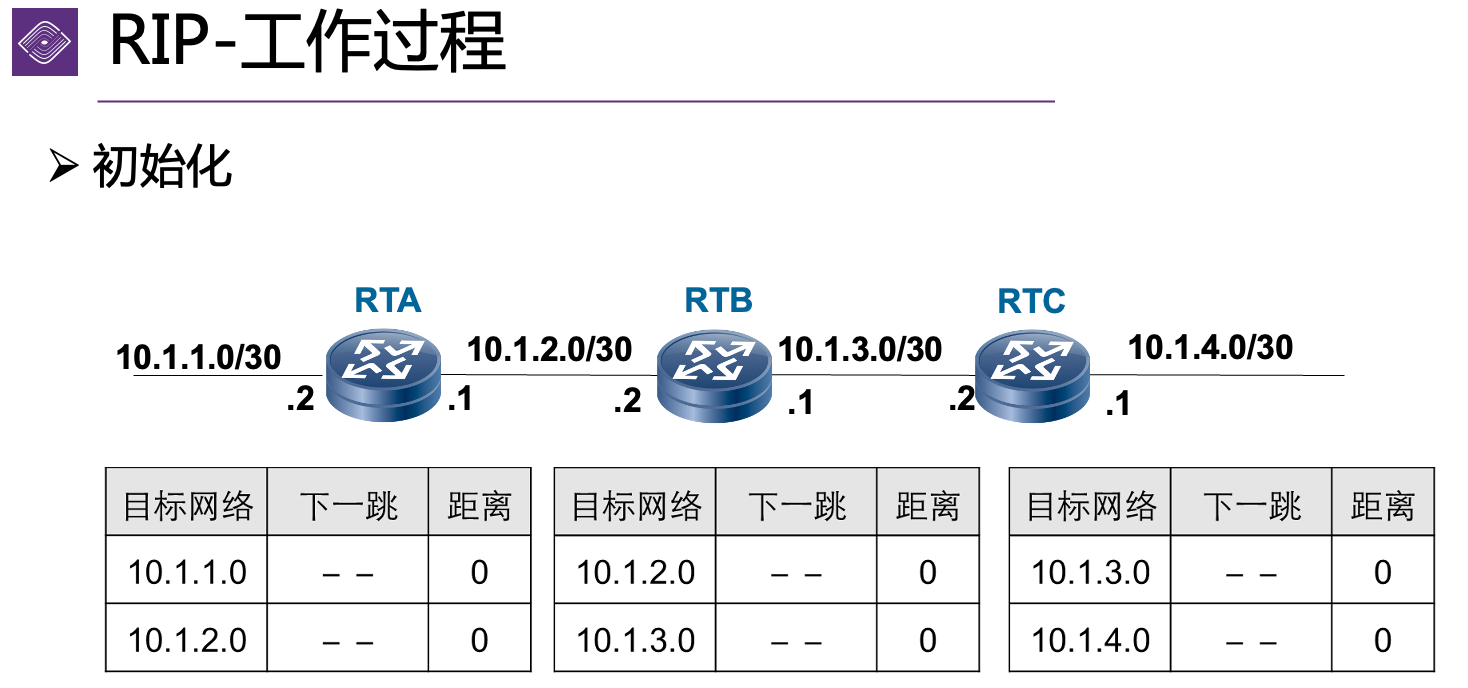 RIP-工作过程
初始化
RTA RTB RTC
10.1.1.0/30 10.1.2.0/30 10.1.3.0/30 10.1.4.0/30
.2 .1 .2 .1 .2 .1
目标网络 下一跳 距离 目标网络 下一跳 距离 目标网络 下一跳 距离
10.1.1.0 – – 0 10.1.2.0 – – 0 10.1.3.0 – – 0
10.1.2.0 – – 0 10.1.3.0 – – 0 10.1.4.0 – – 0